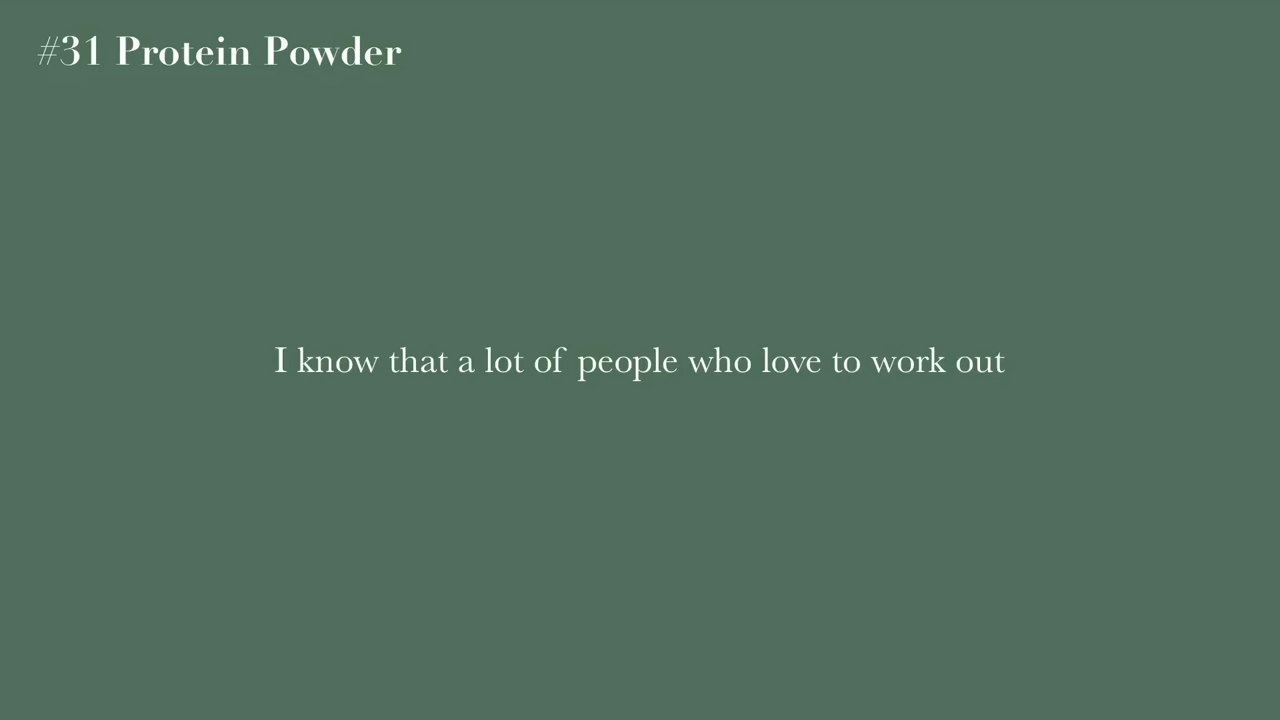 #31 Protein Powder
I know that a lot of people who love to work out